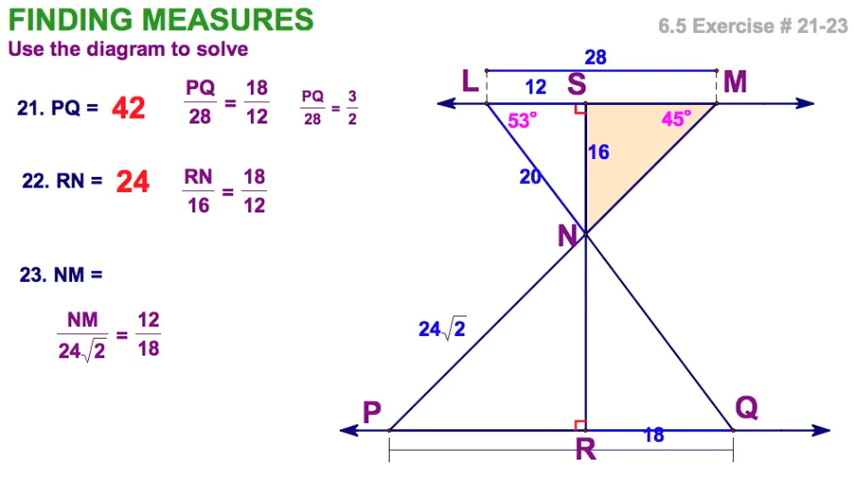 FINDING MEASURES
6.5 Exercise # 21-23
Use the diagram to solve
21. PQ = 42
PQ/28 = 18/12
PQ/28 = 3/2
22. RN = 24
RN/16 = 18/12
23. NM =
NM/24√2 = 12/18
28
L 12 S M
53° 45°
16
20
N
24√2
P Q
18
R